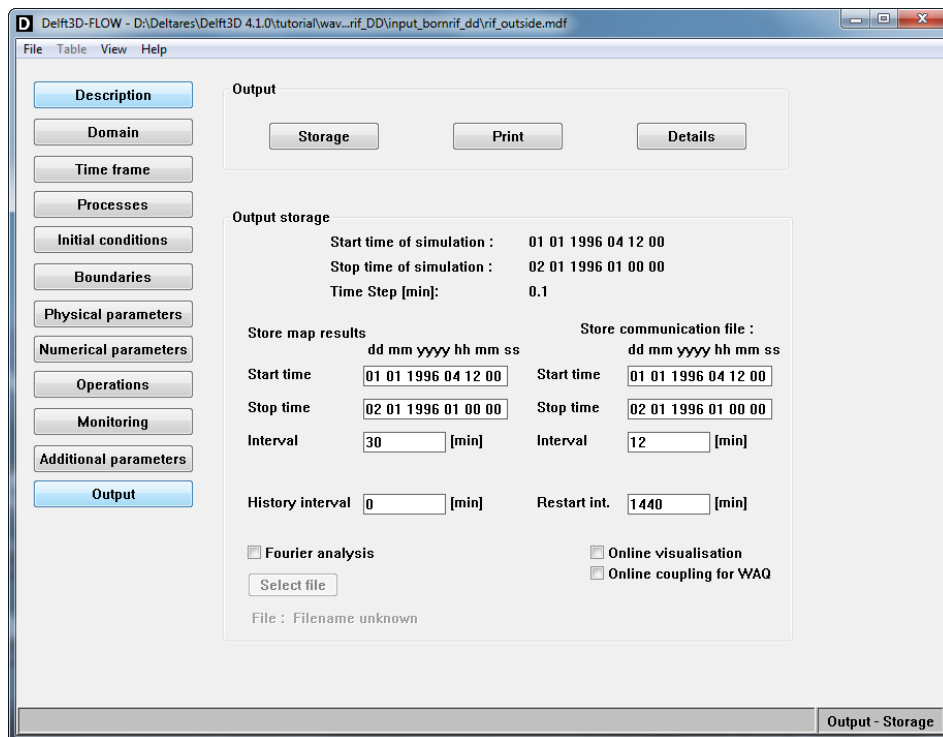 Delft3D-FLOW - D:\Deltares\Delft3D 4.1.0\tutorial\wav...rif_DD\input_bornrif_dd\rif_outside.mdf
File Table View Help
Description
Domain
Time frame
Processes
Initial conditions
Boundaries
Physical parameters
Numerical parameters
Operations
Monitoring
Additional parameters
Output
Output
Storage Print Details
Output storage
Start time of simulation : 01 01 1996 04 12 00
Stop time of simulation : 02 01 1996 01 00 00
Time Step [min]: 0.1
Store map results Store communication file :
dd mm yyyy hh mm ss dd mm yyyy hh mm ss
Start time 01 01 1996 04 12 00 Start time 01 01 1996 04 12 00
Stop time 02 01 1996 01 00 00 Stop time 02 01 1996 01 00 00
Interval 30 [min] Interval 12 [min]
History interval 0 [min] Restart int. 1440 [min]
Fourier analysis Online visualisation
Online coupling for WAQ
Select file
File : Filename unknown
Output - Storage